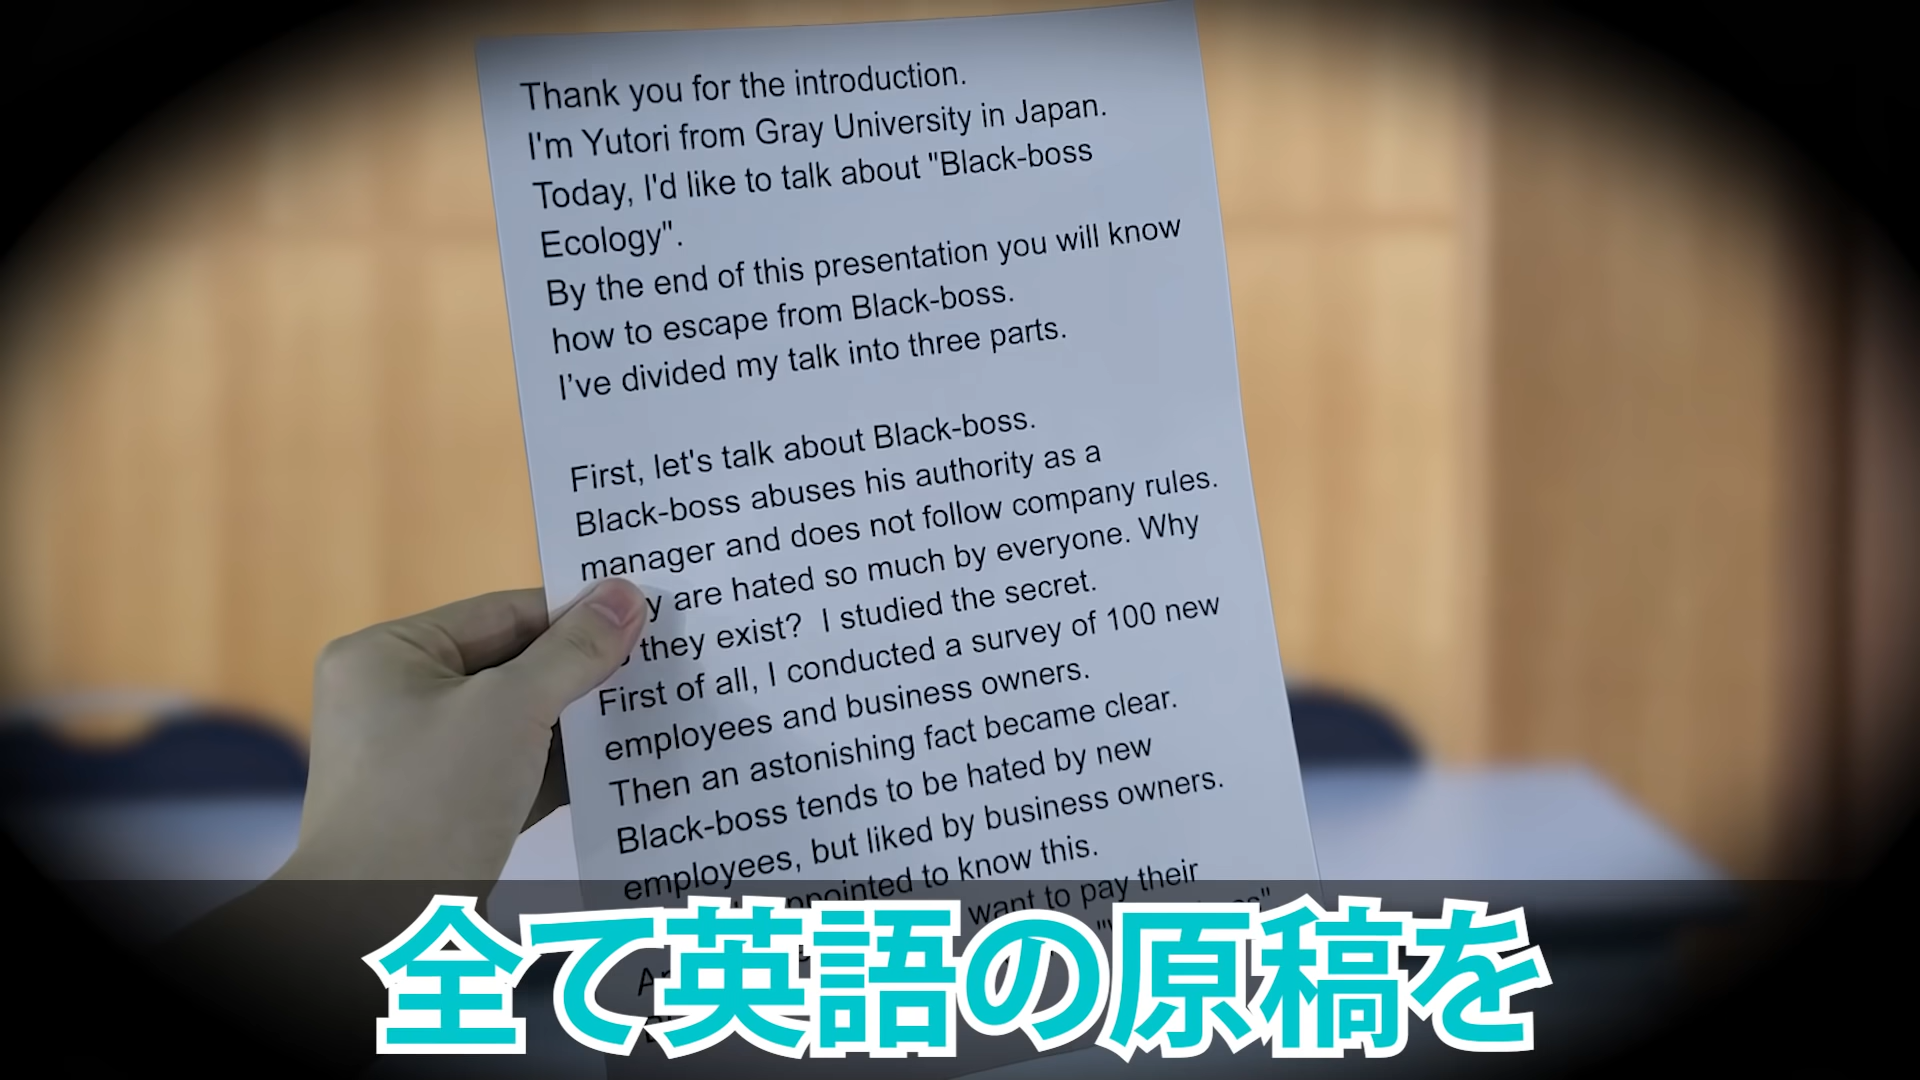 Thank you for the introduction.
I'm Yutori from Gray University in Japan.
Today, I'd like to talk about "Black-boss
Ecology".
By the end of this presentation you will know
how to escape from Black-boss.
I've divided my talk into three parts.
First, let's talk about Black-boss.
Black-boss abuses his authority as a
manager and does not follow company rules.
are hated so much by everyone. Why
they exist? I studied the secret.
First of all, I conducted a survey of 100 new
employees and business owners.
Then an astonishing fact became clear.
Black-boss tends to be hated by new
employees, but liked by business owners.
to know this.
want to pay their
全て英語の原稿を